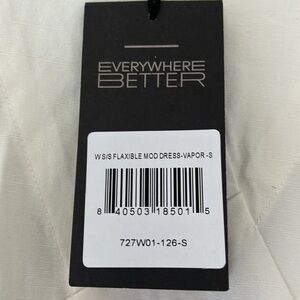 EVERYWHERE
BETTER
W S/S FLAXIBLE MOD DRESS-VAPOR -S
8 40503 18501 5
727W01-126-S